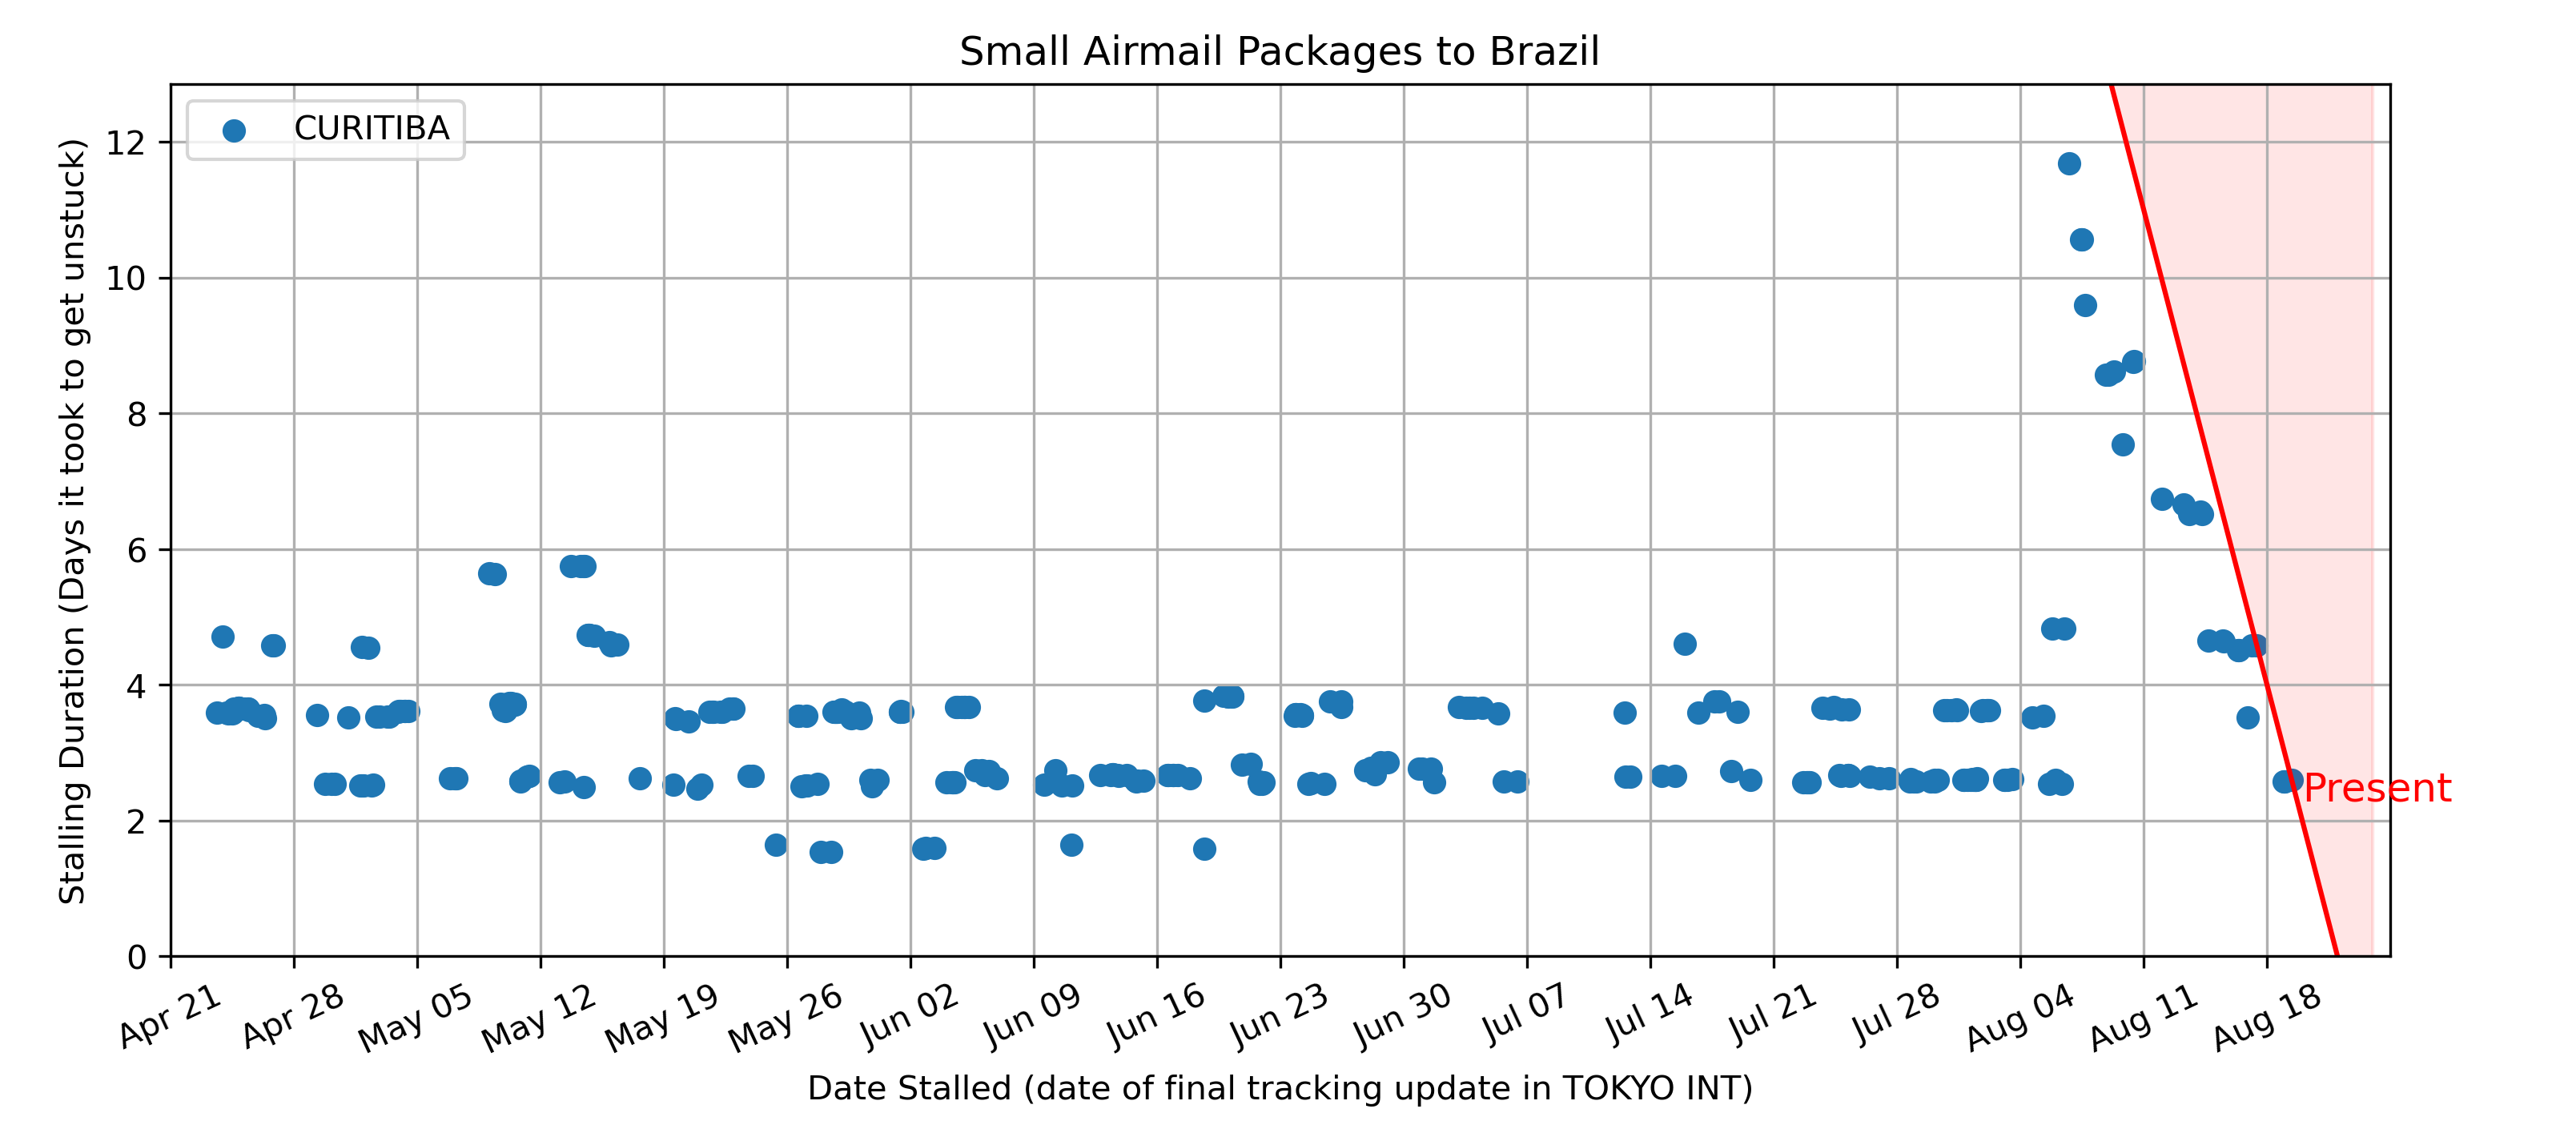 Small Airmail Packages to Brazil
CURITIBA
Stalling Duration (Days it took to get unstuck)
12
10
8
6
4
2
0
Present
Apr 21
Apr 28
May 05
May 12
May 19
May 26
Jun 02
Jun 09
Jun 16
Jun 23
Jun 30
Jul 07
Jul 14
Jul 21
Jul 28
Aug 04
Aug 11
Aug 18
Date Stalled (date of final tracking update in TOKYO INT)